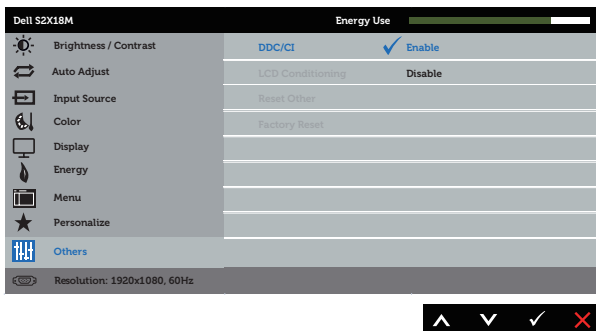 Dell S2X18M Energy Use
Brightness / Contrast DDC/CI Enable
Auto Adjust LCD Conditioning Disable
Input Source Reset Other
Color Factory Reset
Display
Energy
Menu
Personalize
Others
Resolution: 1920x1080, 60Hz